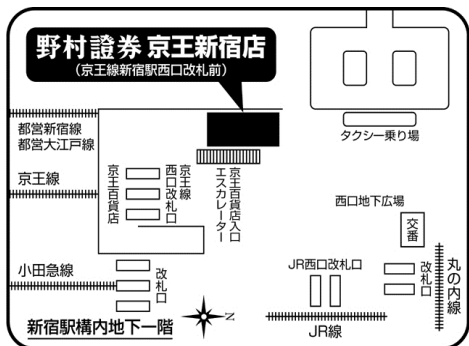 野村證券 京王新宿店
(京王線新宿駅西口改札前)
都営新宿線
都営大江戸線
京王線
小田急線
京王百貨店
京王線
西口改札口
京王百貨店入口
エスカレーター
タクシー乗り場
西口地下広場
交番
改札口
丸の内線
JR西口改札口
JR線
改札口
N
新宿駅構内地下一階